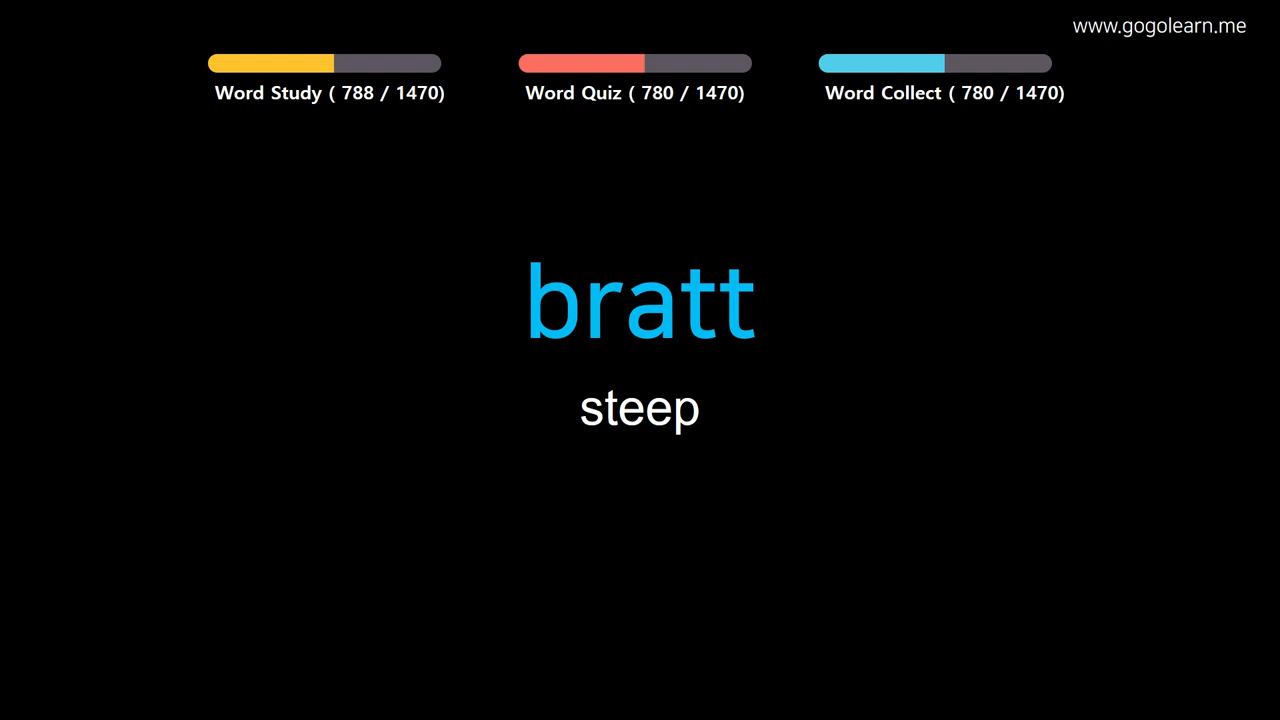 www.gogolearn.me
Word Study ( 788 / 1470)
Word Quiz ( 780 / 1470)
Word Collect ( 780 / 1470)
bratt
steep